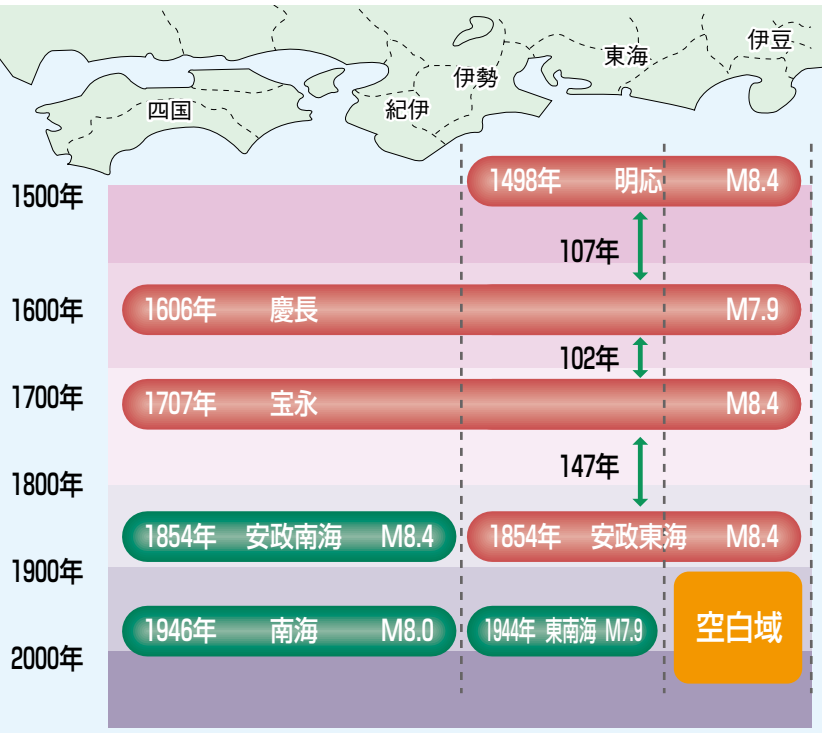 伊豆
東海
伊勢
四国
紀伊
1498年 明応 M8.4
1500年
107年
1600年
1606年 慶長 M7.9
102年
1700年
1707年 宝永 M8.4
147年
1800年
1854年 安政南海 M8.4
1854年 安政東海 M8.4
1900年
1946年 南海 M8.0
1944年 東南海 M7.9
空白域
2000年